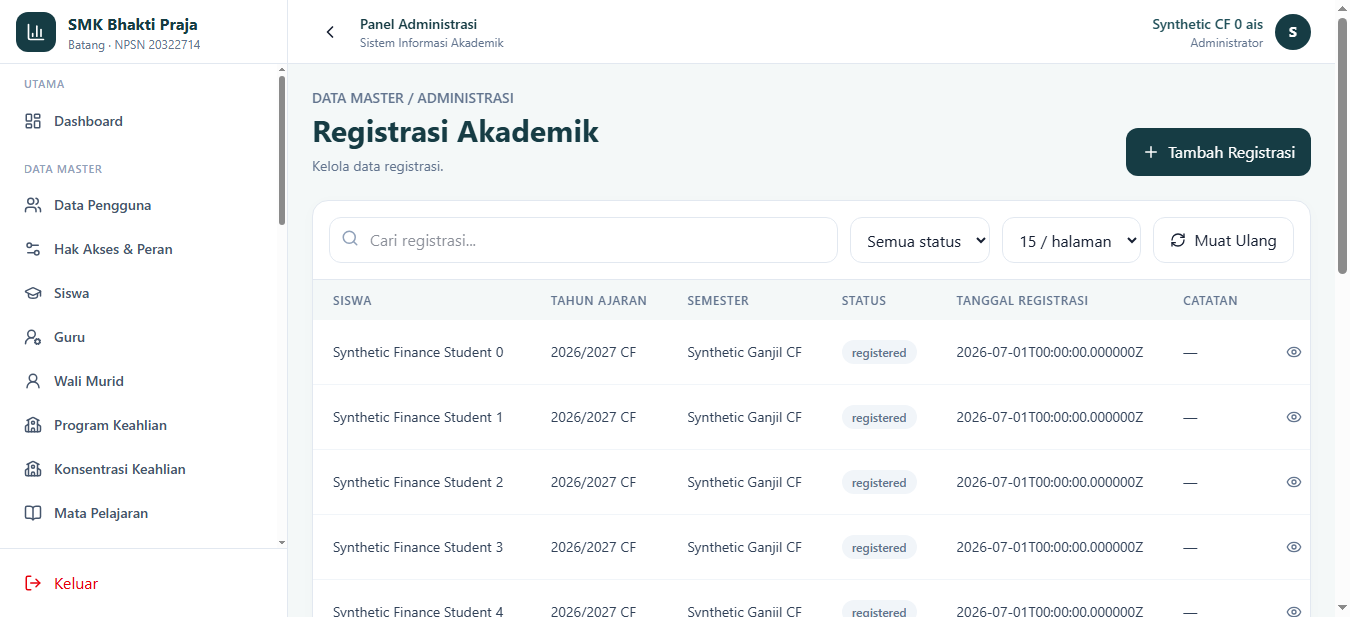 SMK Bhakti Praja
Batang · NPSN 20322714
UTAMA
Dashboard
DATA MASTER
Data Pengguna
Hak Akses & Peran
Siswa
Guru
Wali Murid
Program Keahlian
Konsentrasi Keahlian
Mata Pelajaran
Keluar
Panel Administrasi
Sistem Informasi Akademik
Synthetic CF 0 ais
Administrator
S
DATA MASTER / ADMINISTRASI
Registrasi Akademik
Kelola data registrasi.
+ Tambah Registrasi
Cari registrasi...
Semua status
15 / halaman
Muat Ulang
SISWA TAHUN AJARAN SEMESTER STATUS TANGGAL REGISTRASI CATATAN
Synthetic Finance Student 0 2026/2027 CF Synthetic Ganjil CF registered 2026-07-01T00:00:00.000000Z —
Synthetic Finance Student 1 2026/2027 CF Synthetic Ganjil CF registered 2026-07-01T00:00:00.000000Z —
Synthetic Finance Student 2 2026/2027 CF Synthetic Ganjil CF registered 2026-07-01T00:00:00.000000Z —
Synthetic Finance Student 3 2026/2027 CF Synthetic Ganjil CF registered 2026-07-01T00:00:00.000000Z —
Synthetic Finance Student 4 2026/2027 CF Synthetic Ganjil CF registered 2026-07-01T00:00:00.000000Z —